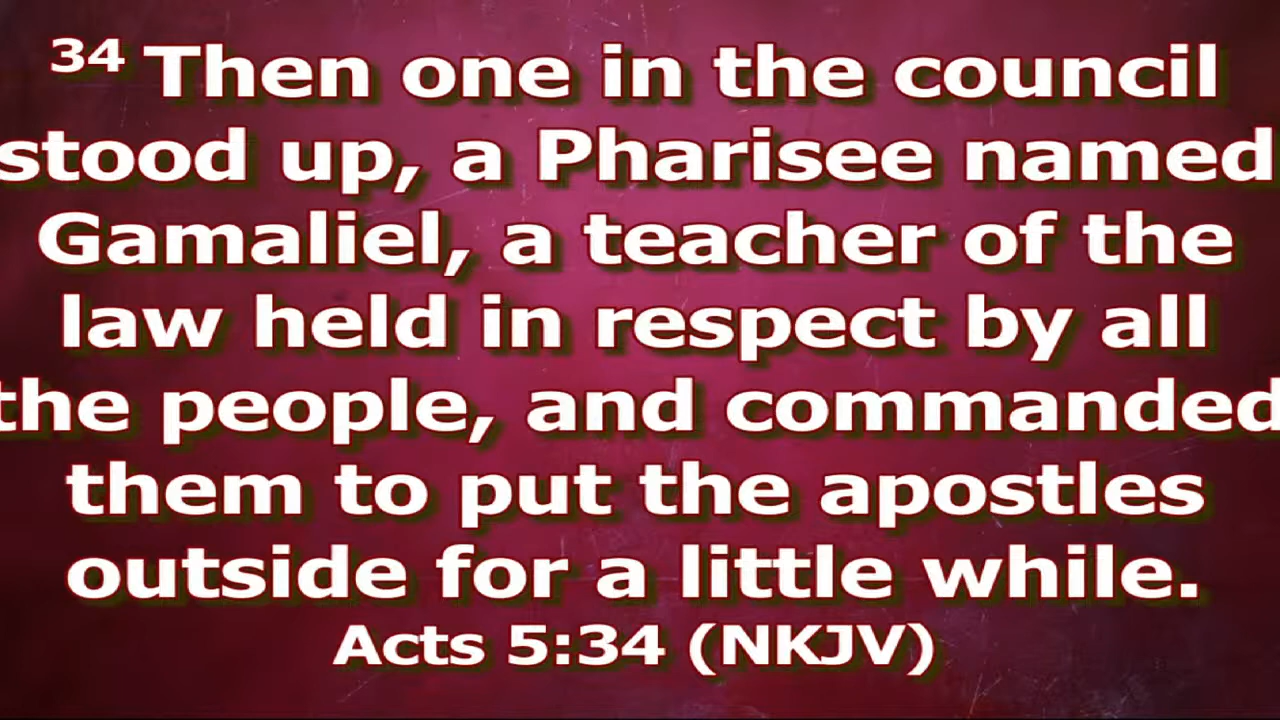 34 Then one in the council
stood up, a Pharisee named
Gamaliel, a teacher of the
law held in respect by all
the people, and commanded
them to put the apostles
outside for a little while.
Acts 5:34 (NKJV)